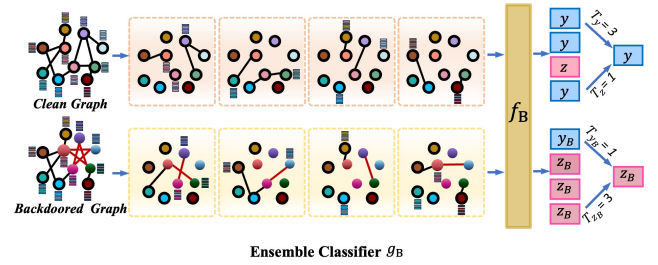 Clean Graph
Backdoored Graph
f_B
y
y
z
y
T_y = 3
T_z = 1
y
y_B
z_B
z_B
z_B
T_{y_B} = 1
T_{z_B} = 3
z_B
Ensemble Classifier g_B